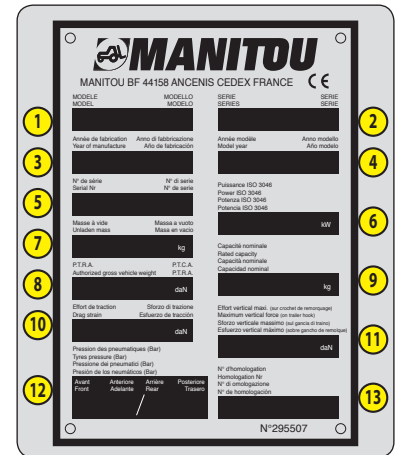 MANITOU
MANITOU BF 44158 ANCENIS CEDEX FRANCE CE
MODELE MODELLO
MODEL MODELO
1
SERIE SERIE
SERIES SERIE
2
Année de fabrication Anno di fabbricazione
Year of manufacture Año de fabricación
3
Année modèle Anno modello
Model year Año modelo
4
N° de série N° di serie
Serial Nr N° de serie
5
Puissance ISO 3046
Power ISO 3046
Potenza ISO 3046
Potencia ISO 3046
kW
6
Masse à vide Massa a vuoto
Unladen mass Masa en vacio
kg
7
P.T.R.A. P.T.C.A.
Authorized gross vehicle weight P.T.R.A.
daN
8
Capacité nominale
Rated capacity
Capacità nominale
Capacidad nominal
kg
9
Effort de traction Sforzo di trazione
Drag strain Esfuerzo de tracción
daN
10
Effort vertical maxi. (sur crochet de remorquage)
Maximum vertical force (on trailer hook)
Sforzo verticale massimo (sul gancio di traino)
Esfuerzo vertical máximo (sobre gancho de remolque)
daN
11
Pression des pneumatiques (Bar)
Tyres pressure (Bar)
Pressione dei pneumatici (Bar)
Presión de los neumáticos (Bar)
Avant Anteriore Arrière Posteriore
Front Adelante Rear Trasero
/
12
N° d'homologation
Homologation Nr
N° di omologazione
N° de homologación
13
N°295507